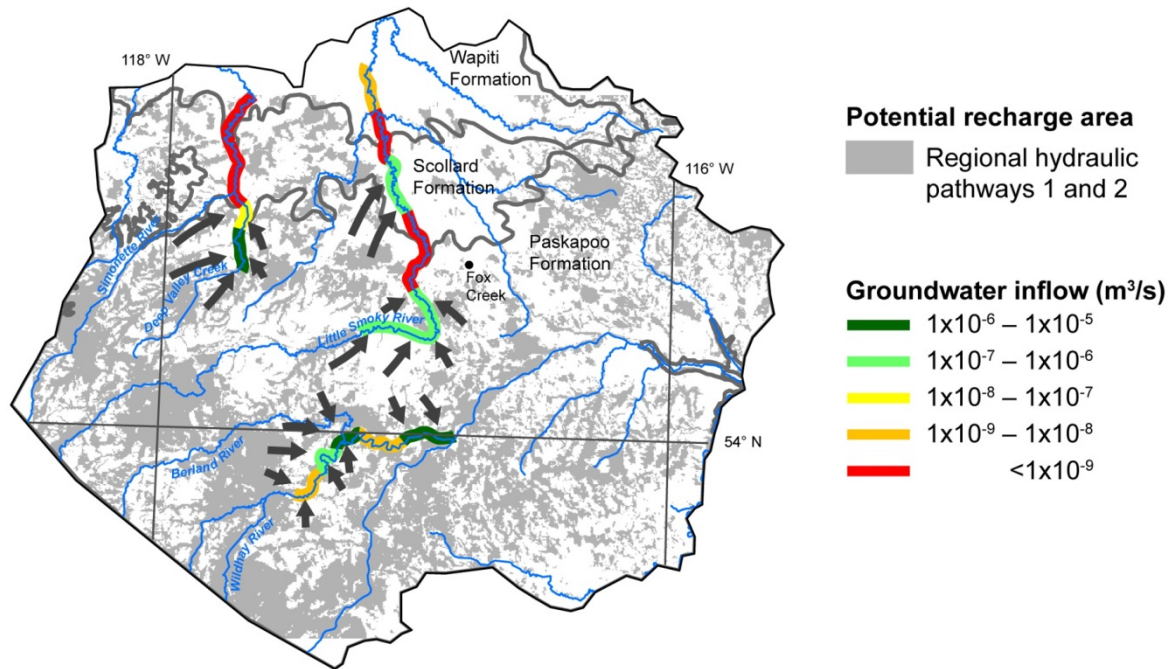 118° W
Wapiti
Formation
Scollard
Formation
116° W
Paskapoo
Formation
Fox
Creek
Simonette River
Deep Valley Creek
Little Smoky River
Berland River
Wildhay River
54° N
Potential recharge area
Regional hydraulic
pathways 1 and 2
Groundwater inflow (m³/s)
1x10⁻⁶ – 1x10⁻⁵
1x10⁻⁷ – 1x10⁻⁶
1x10⁻⁸ – 1x10⁻⁷
1x10⁻⁹ – 1x10⁻⁸
<1x10⁻⁹